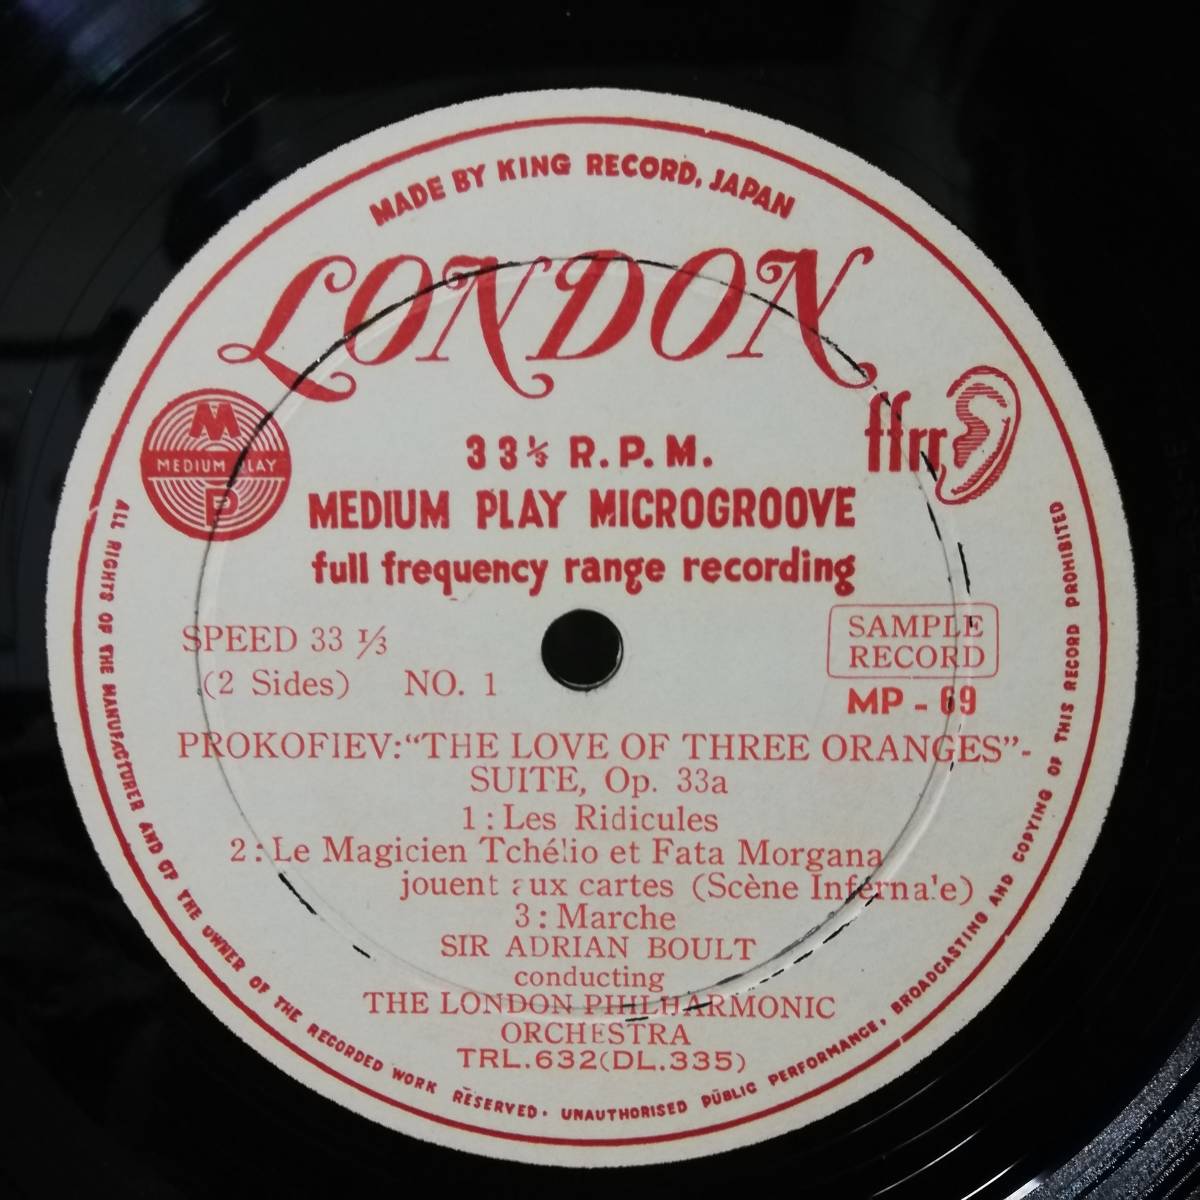 MADE BY KING RECORD, JAPAN
LONDON
M
MEDIUM PLAY
P
ffrr
33⅓ R.P.M.
MEDIUM PLAY MICROGROOVE
full frequency range recording
SPEED 33 1/3
(2 Sides) NO. 1
SAMPLE
RECORD
MP - 69
PROKOFIEV:“THE LOVE OF THREE ORANGES”-
SUITE, Op. 33a
1: Les Ridicules
2: Le Magicien Tchélio et Fata Morgana
jouent aux cartes (Scène Infernale)
3: Marche
SIR ADRIAN BOULT
conducting
THE LONDON PHILHARMONIC
ORCHESTRA
TRL.632(DL.335)
ALL RIGHTS OF THE MANUFACTURER AND OF THE OWNER OF THE RECORDED WORK RESERVED. UNAUTHORISED PUBLIC PERFORMANCE, BROADCASTING AND COPYING OF THIS RECORD PROHIBITED